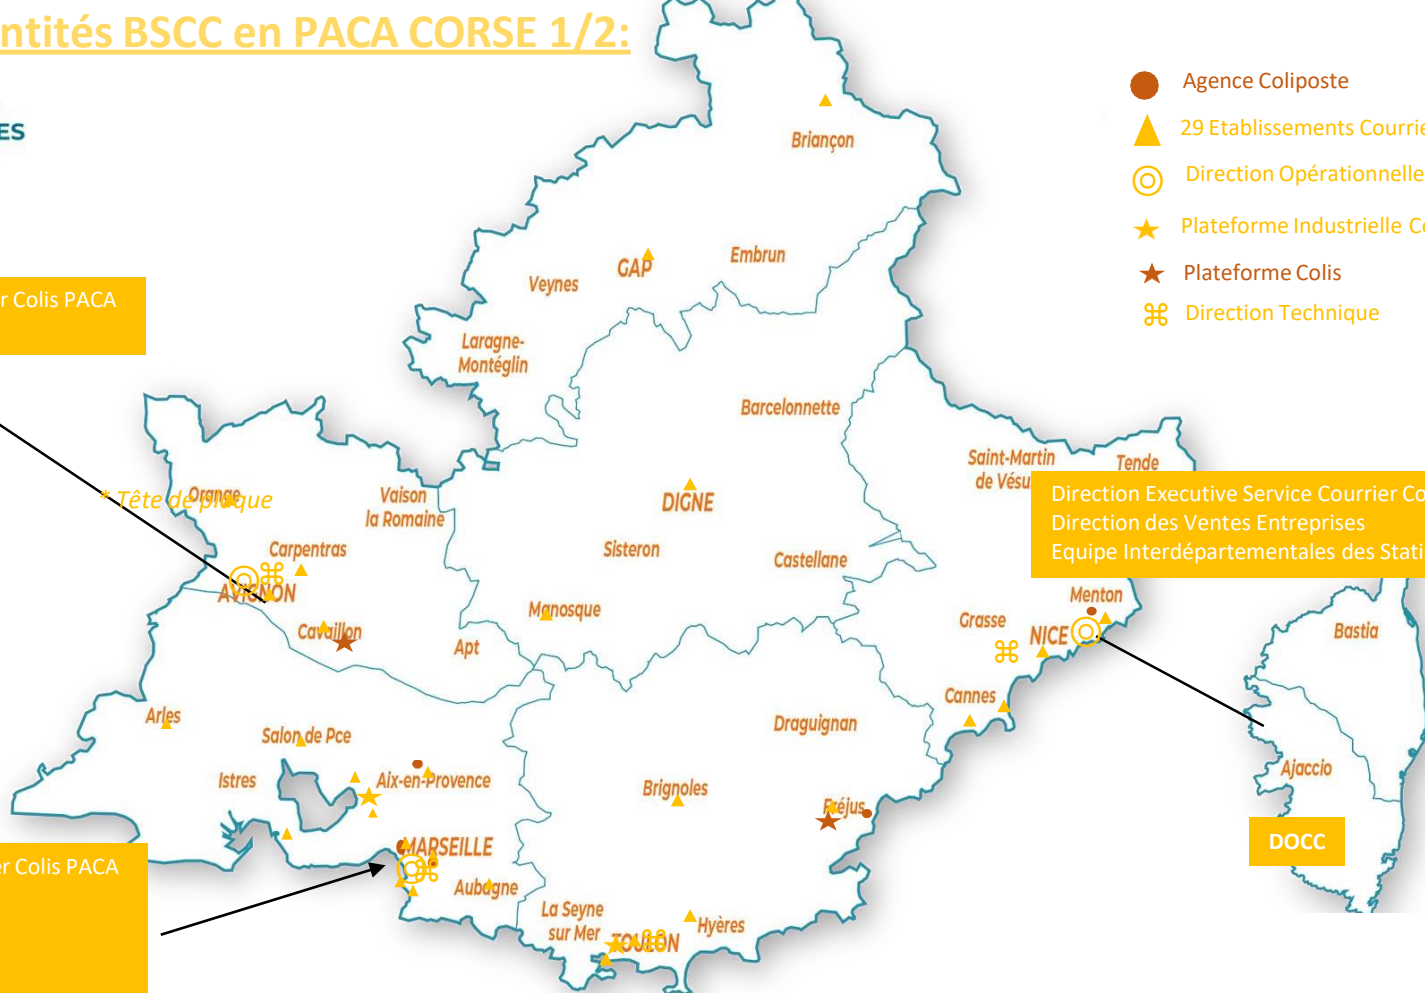 ntités BSCC en PACA CORSE 1/2:
ES
Agence Coliposte
29 Etablissements Courrie
Direction Opérationnelle
Plateforme Industrielle Co
Plateforme Colis
Direction Technique
Briançon
GAP
Embrun
Veynes
Laragne-
Montéglin
r Colis PACA
Barcelonnette
Saint-Martin
de Vésu
Tende
Direction Executive Service Courrier Co
Direction des Ventes Entreprises
Equipe Interdépartementales des Stati
Orange
* Tête de plaque
Vaison
la Romaine
DIGNE
Sisteron
Castellane
Carpentras
AVIGNON
Cavaillon
Manosque
Apt
Menton
Grasse
NICE
Cannes
Bastia
Ajaccio
DOCC
Arles
Salon de Pce
Istres
Aix-en-Provence
Draguignan
Brignoles
Fréjus
MARSEILLE
Aubagne
er Colis PACA
La Seyne
sur Mer
TOULON
Hyères